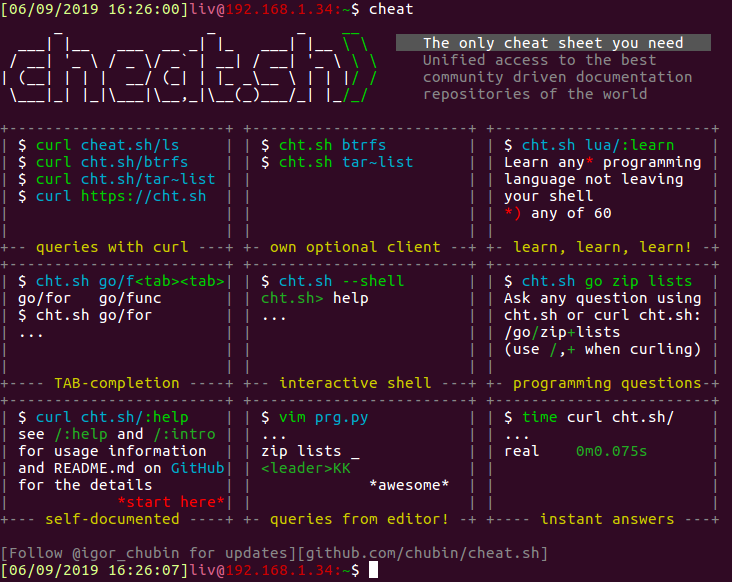 [06/09/2019 16:26:00]liv@192.168.1.34:~$ cheat
cheat.sh
The only cheat sheet you need
Unified access to the best
community driven documentation
repositories of the world
$ curl cheat.sh/ls
$ curl cht.sh/btrfs
$ curl cht.sh/tar~list
$ curl https://cht.sh
queries with curl
$ cht.sh btrfs
$ cht.sh tar~list
own optional client
$ cht.sh lua/:learn
Learn any* programming
language not leaving
your shell
*) any of 60
learn, learn, learn!
$ cht.sh go/f<tab><tab>
go/for go/func
$ cht.sh go/for
...
TAB-completion
$ cht.sh --shell
cht.sh> help
...
interactive shell
$ cht.sh go zip lists
Ask any question using
cht.sh or curl cht.sh:
/go/zip+lists
(use /,+ when curling)
programming questions
$ curl cht.sh/:help
see /:help and /:intro
for usage information
and README.md on GitHub
for the details
*start here*
self-documented
$ vim prg.py
...
zip lists _
<leader>KK
*awesome*
queries from editor!
$ time curl cht.sh/
...
real 0m0.075s
instant answers
[Follow @igor_chubin for updates][github.com/chubin/cheat.sh]
[06/09/2019 16:26:07]liv@192.168.1.34:~$